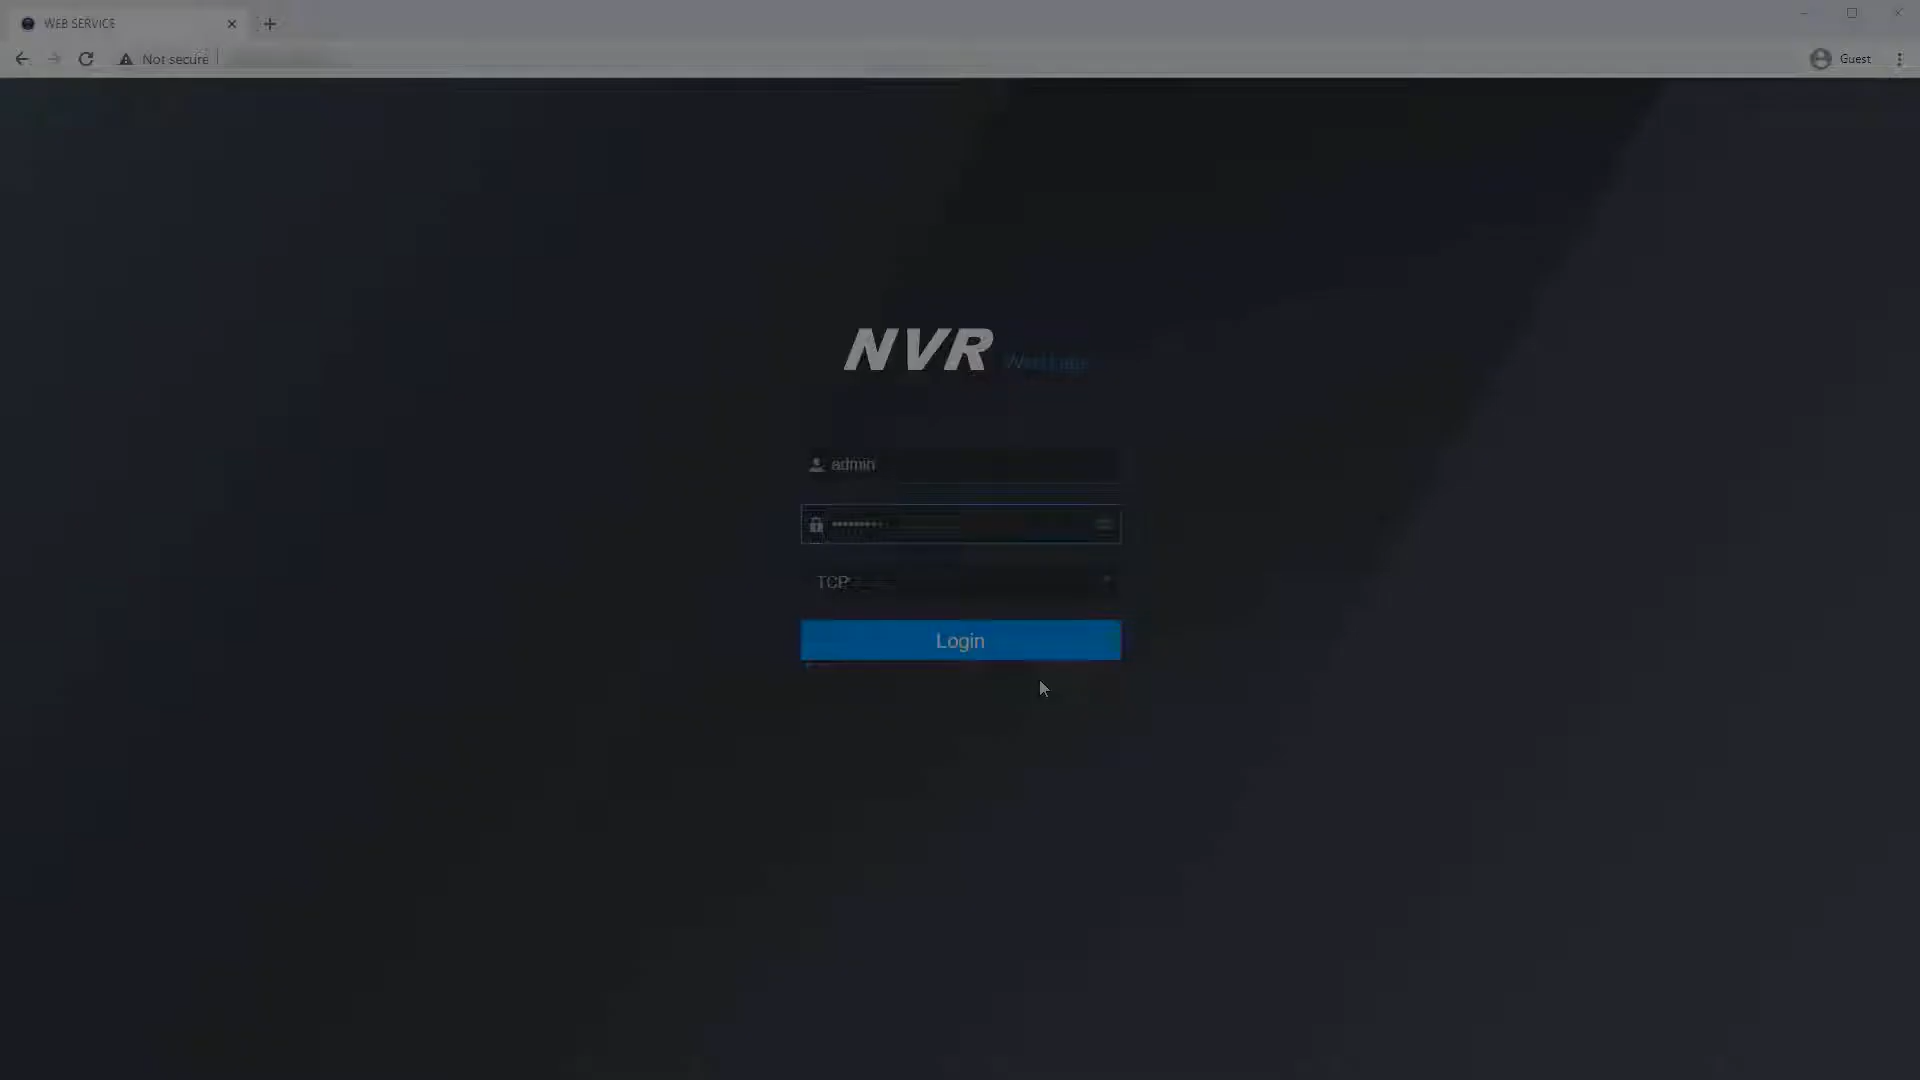 WEB SERVICE
Not secure
Guest
NVR
admin
TCP
Login